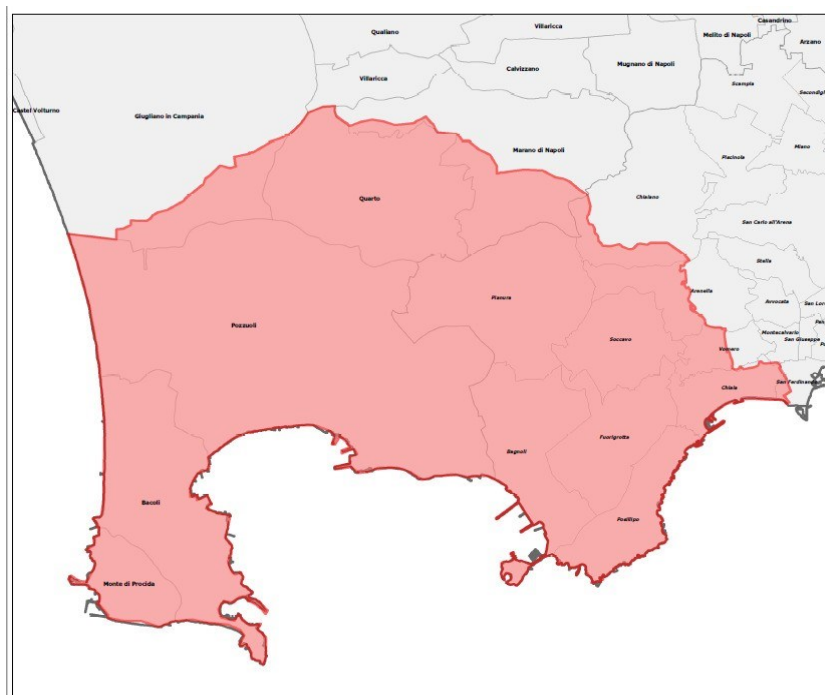 Casandrino
Villaricca
Qualiano
Melito di Napoli
Arzano
Mugnano di Napoli
Calvizzano
Villaricca
Scampia
Secondigl
Castel Volturno
Giugliano in Campania
Marano di Napoli
Miano
Piscinola
Chiaiano
Quarto
San Carlo all'Arena
Stella
Arenella
Pianura
Avvocata
San Lor
Pozzuoli
Montecalvario
San Giuseppe
Soccavo
Vomero
San Ferdinando
Chiaia
Fuorigrotta
Bagnoli
Bacoli
Posillipo
Monte di Procida